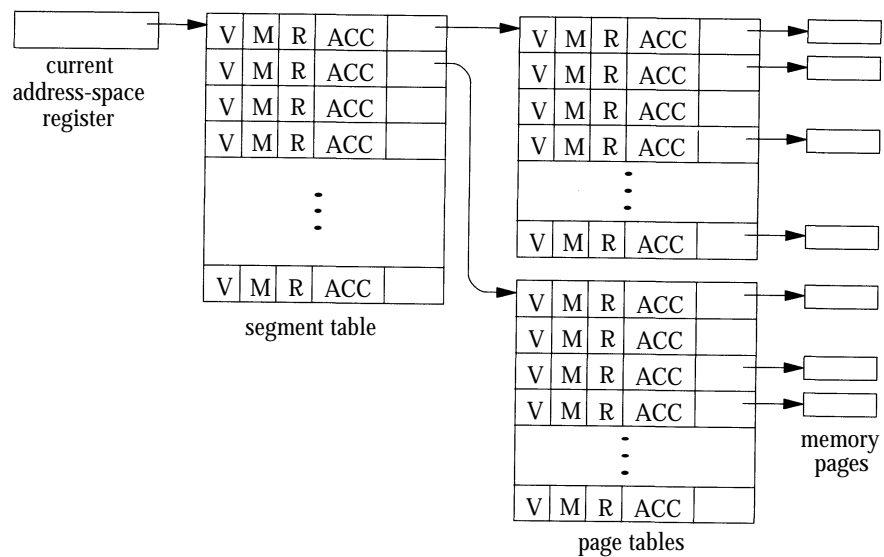 current
address-space
register
V M R ACC
V M R ACC
V M R ACC
V M R ACC
V M R ACC
segment table
V M R ACC
V M R ACC
V M R ACC
V M R ACC
V M R ACC
V M R ACC
V M R ACC
V M R ACC
V M R ACC
V M R ACC
page tables
memory
pages